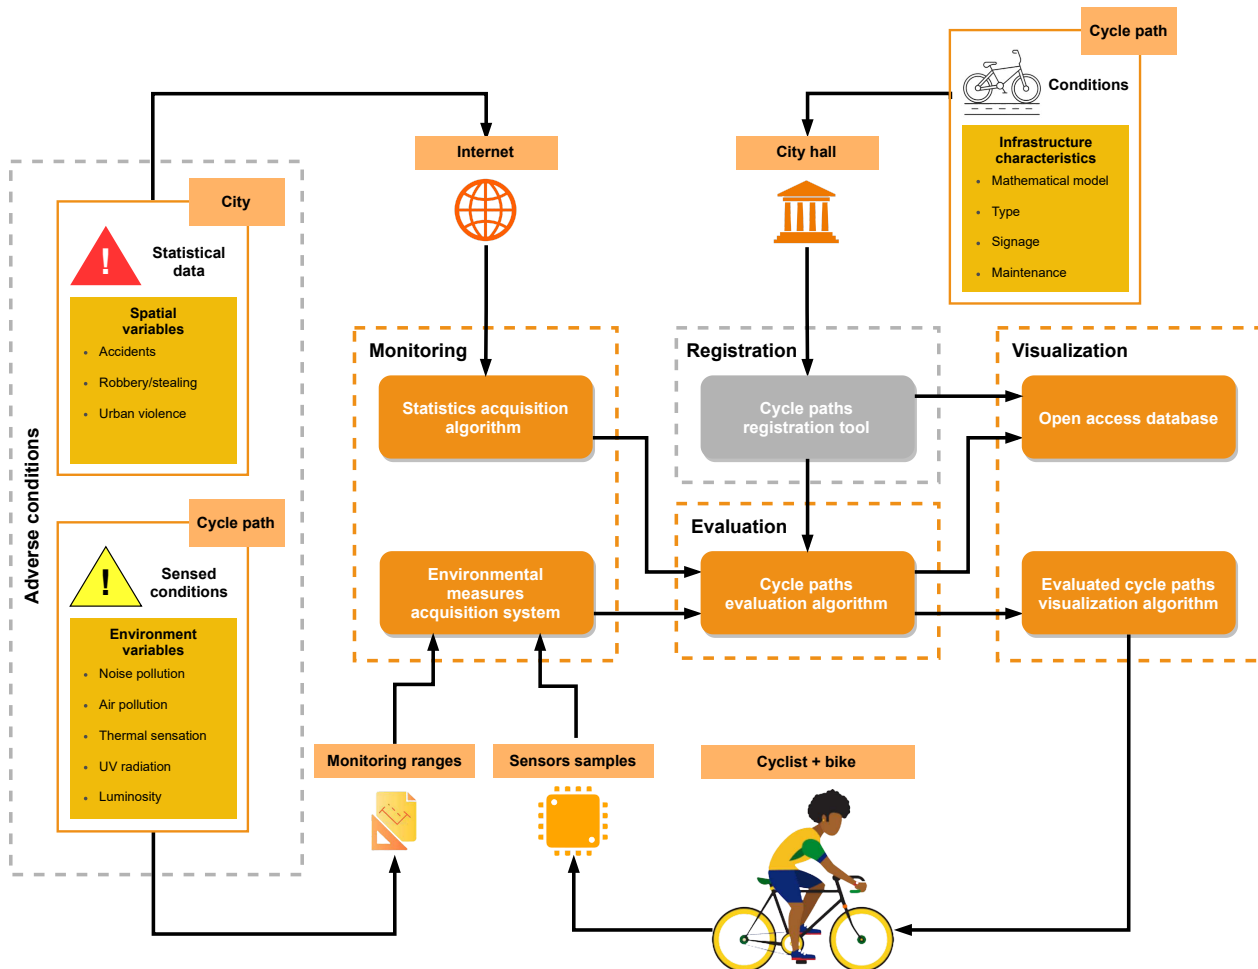 Cycle path
Conditions
Infrastructure
characteristics
Mathematical model
Type
Signage
Maintenance
Internet
City hall
Adverse conditions
City
!
Statistical
data
Spatial
variables
Accidents
Robbery/stealing
Urban violence
Cycle path
!
Sensed
conditions
Environment
variables
Noise pollution
Air pollution
Thermal sensation
UV radiation
Luminosity
Monitoring
Statistics acquisition
algorithm
Environmental
measures
acquisition system
Registration
Cycle paths
registration tool
Evaluation
Cycle paths
evaluation algorithm
Visualization
Open access database
Evaluated cycle paths
visualization algorithm
Monitoring ranges
Sensors samples
Cyclist + bike